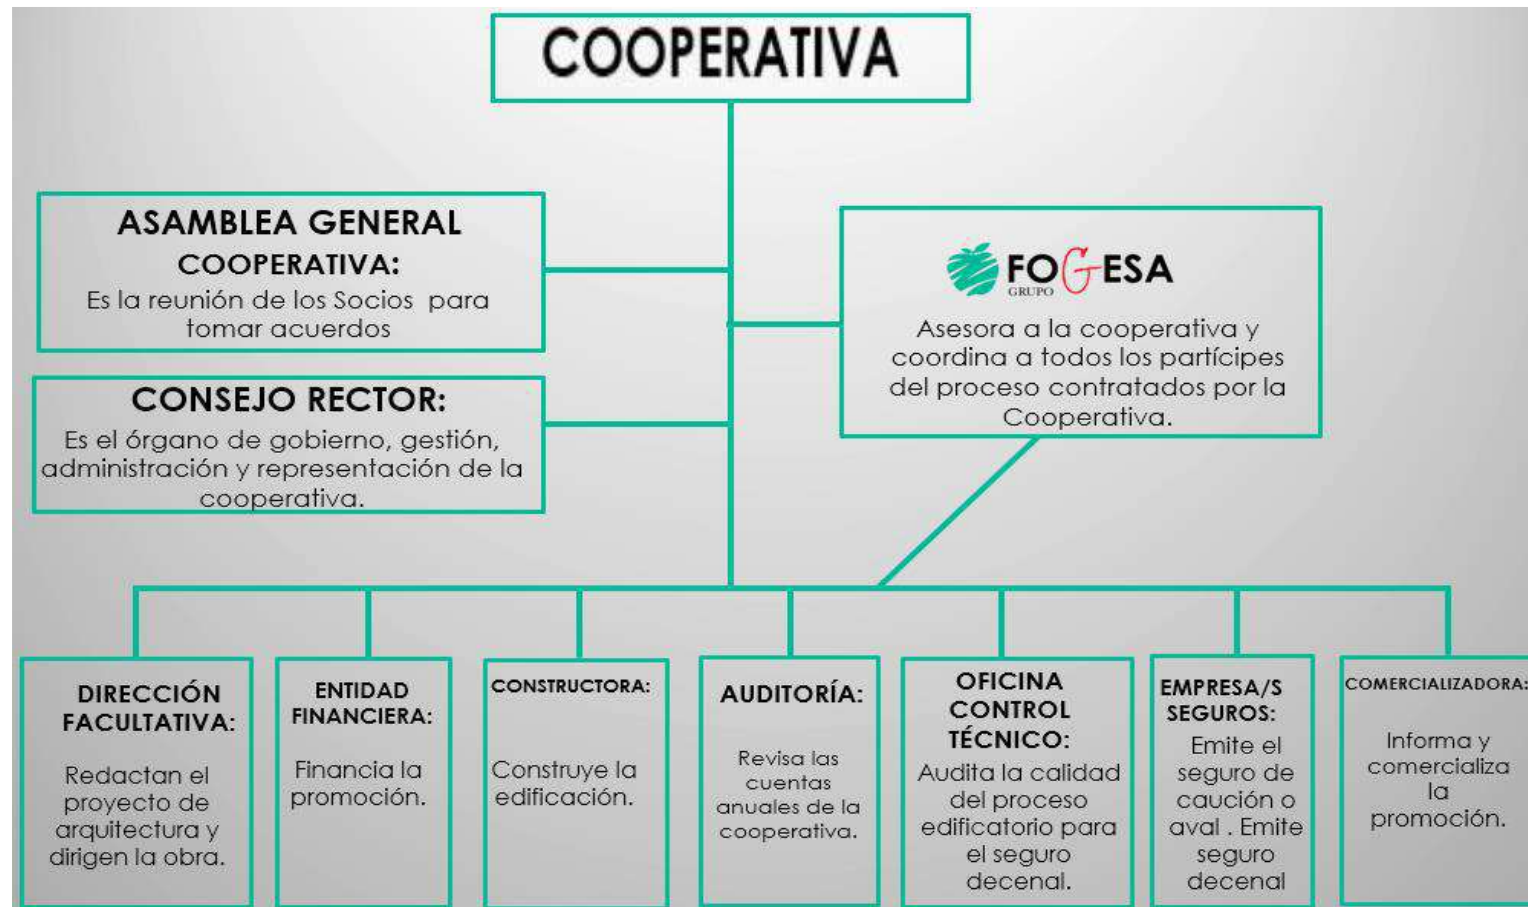 COOPERATIVA
ASAMBLEA GENERAL
COOPERATIVA:
Es la reunión de los Socios para
tomar acuerdos
FOGESA
GRUPO
Asesora a la cooperativa y
coordina a todos los partícipes
del proceso contratados por la
Cooperativa.
CONSEJO RECTOR:
Es el órgano de gobierno, gestión,
administración y representación de la
cooperativa.
DIRECCIÓN
FACULTATIVA:
Redactan el
proyecto de
arquitectura y
dirigen la obra.
ENTIDAD
FINANCIERA:
Financia la
promoción.
CONSTRUCTORA:
Construye la
edificación.
AUDITORÍA:
Revisa las
cuentas
anuales de la
cooperativa.
OFICINA
CONTROL
TÉCNICO:
Audita la calidad
del proceso
edificatorio para
el seguro
decenal.
EMPRESA/S
SEGUROS:
Emite el
seguro de
caución o
aval . Emite
seguro
decenal
COMERCIALIZADORA:
Informa y
comercializa
la
promoción.